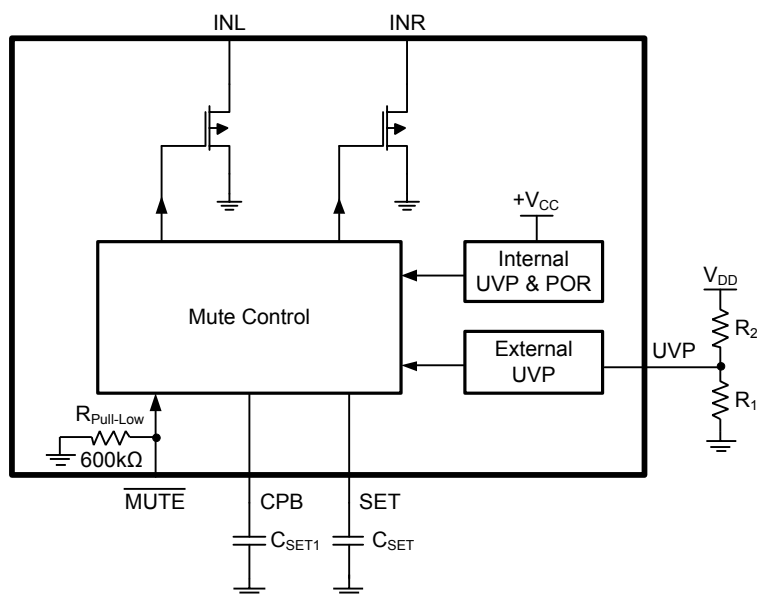 INL
INR
+VCC
Internal
UVP & POR
Mute Control
External
UVP
UVP
VDD
R2
R1
RPull-Low
600kΩ
MUTE
CPB
SET
CSET1
CSET